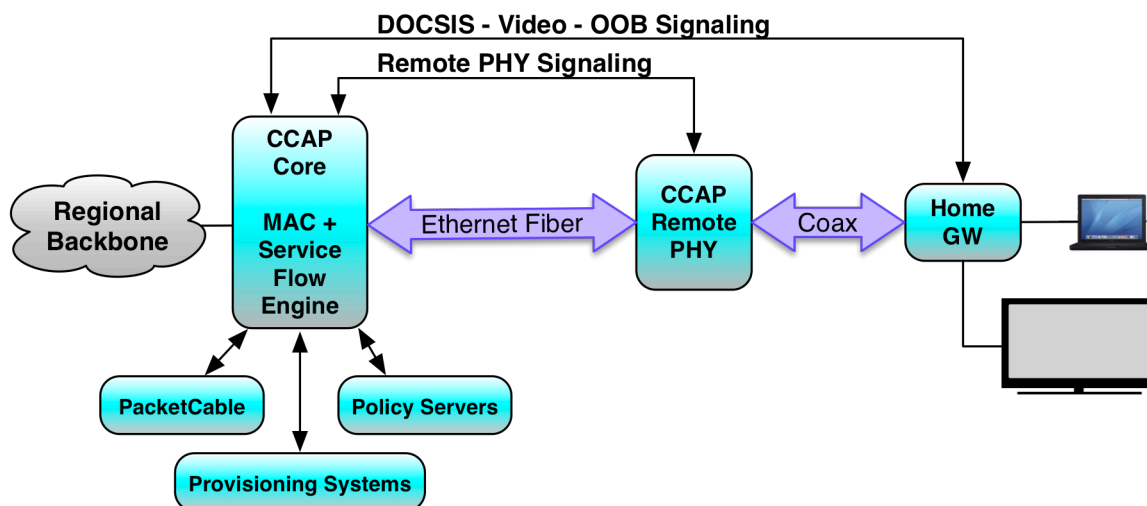 DOCSIS - Video - OOB Signaling
Remote PHY Signaling
Regional
Backbone
CCAP
Core
MAC +
Service
Flow
Engine
Ethernet Fiber
CCAP
Remote
PHY
Coax
Home
GW
PacketCable
Policy Servers
Provisioning Systems